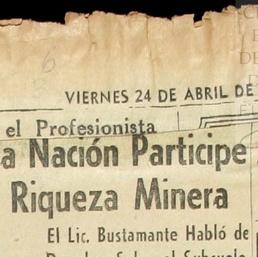 VIERNES 24 DE ABRIL DE
el Profesionista
a Nación Participe
Riqueza Minera
El Lic. Bustamante Habló de